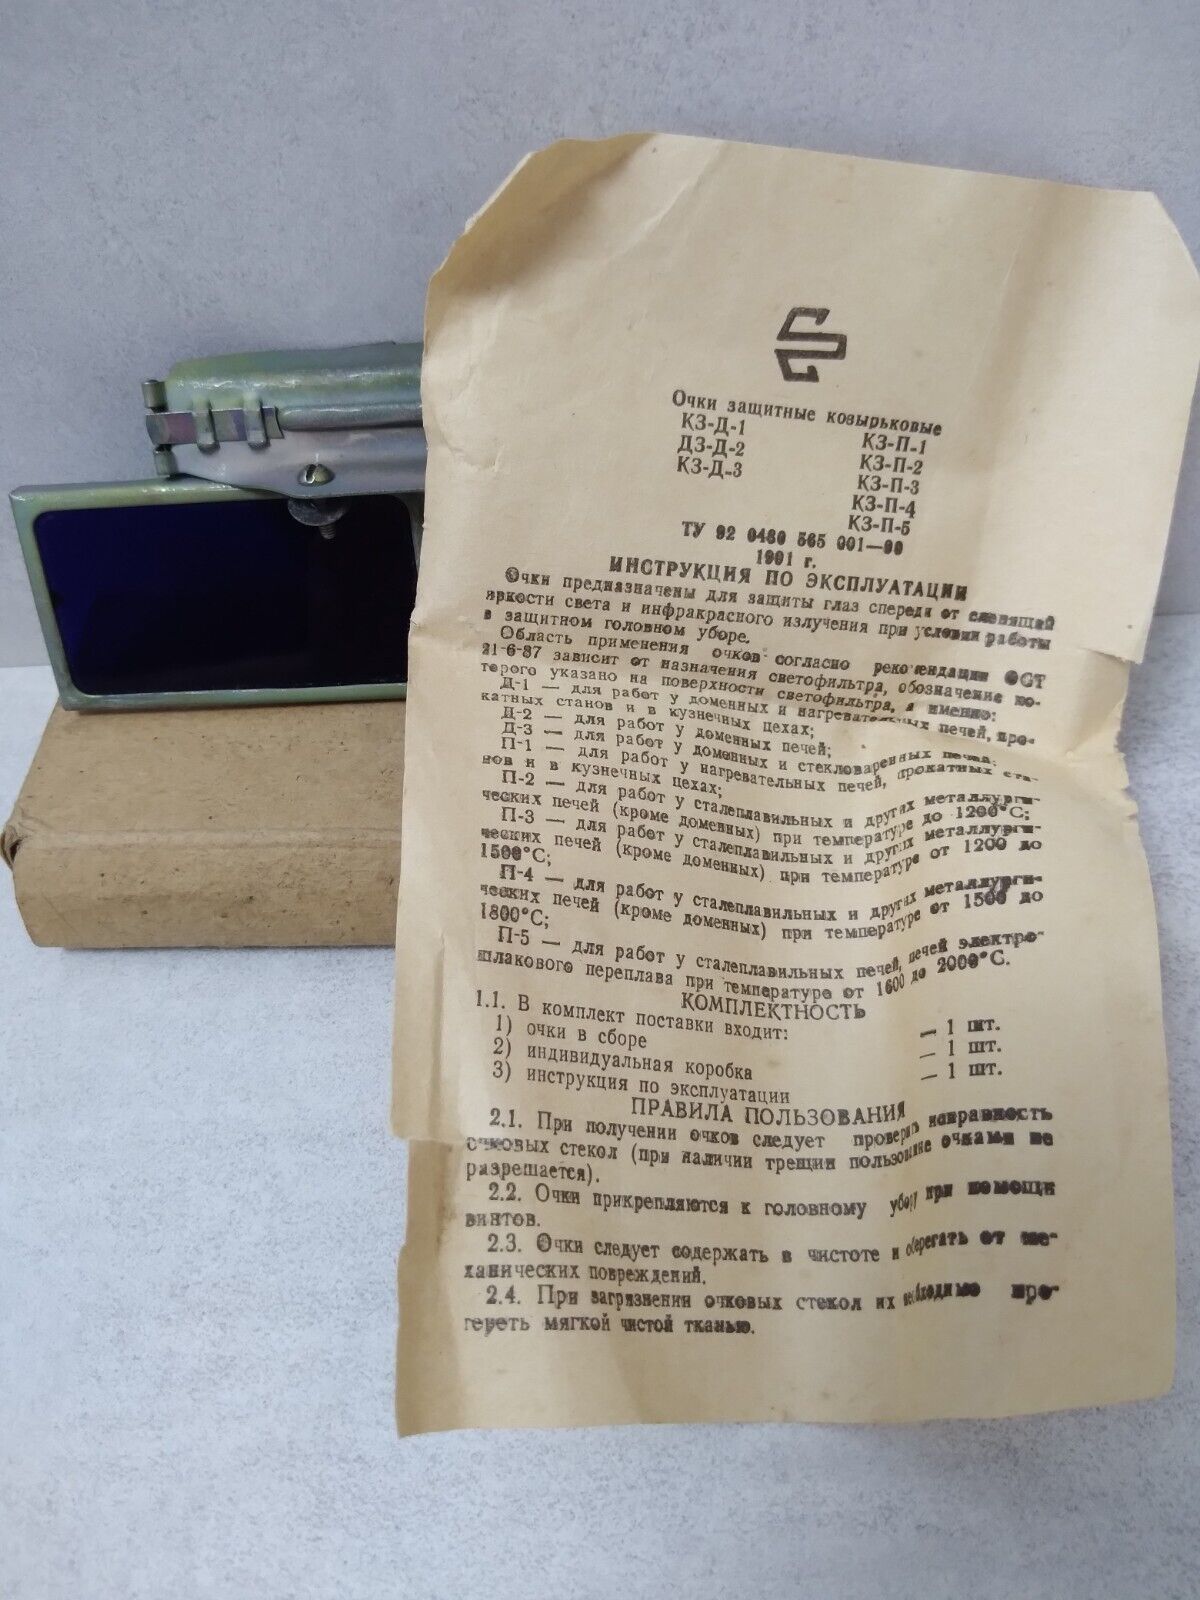 Очки защитные козырьковые
КЗ-Д-1 КЗ-П-1
ДЗ-Д-2 КЗ-П-2
КЗ-Д-3 КЗ-П-3
КЗ-П-4
КЗ-П-5
ТУ 92 0480 565 001—90
1991 г.
ИНСТРУКЦИЯ ПО ЭКСПЛУАТАЦИИ
Очки предназначены для защиты глаз спереди от слепящей
яркости света и инфракрасного излучения при условии работы
в защитном головном уборе.
Область применения очков согласно рекомендации ОСТ
21-6-87 зависит от назначения светофильтра, обозначение ко-
торого указано на поверхности светофильтра, а именно:
Д-1 — для работ у доменных и нагревательных печей, про-
катных станов и в кузнечных цехах;
Д-2 — для работ у доменных печей;
Д-3 — для работ у доменных и стекловаренных печей;
П-1 — для работ у нагревательных печей, прокатных ста-
нов и в кузнечных цехах;
П-2 — для работ у сталеплавильных и других металлурги-
ческих печей (кроме доменных) при температуре до 1200°С;
П-3 — для работ у сталеплавильных и других металлурги-
ческих печей (кроме доменных) при температуре от 1200 до
1500°С;
П-4 — для работ у сталеплавильных и других металлурги-
ческих печей (кроме доменных) при температуре от 1500 до
1800°С;
П-5 — для работ у сталеплавильных печей, печей электро-
шлакового переплава при температуре от 1600 до 2000°С.
КОМПЛЕКТНОСТЬ
1.1. В комплект поставки входит:
1) очки в сборе — 1 шт.
2) индивидуальная коробка — 1 шт.
3) инструкция по эксплуатации — 1 шт.
ПРАВИЛА ПОЛЬЗОВАНИЯ
2.1. При получении очков следует проверить исправность
очковых стекол (при наличии трещин пользование очками не
разрешается).
2.2. Очки прикрепляются к головному убору при помощи
винтов.
2.3. Очки следует содержать в чистоте и оберегать от ме-
ханических повреждений.
2.4. При загрязнении очковых стекол их необходимо про-
тереть мягкой чистой тканью.